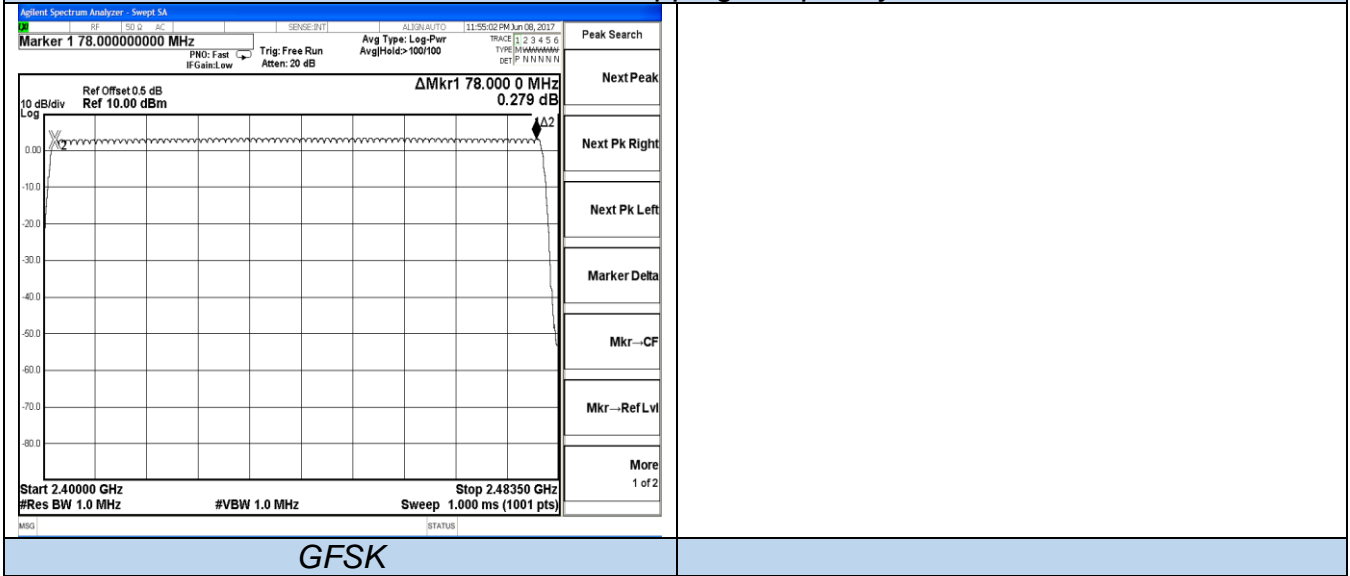 Agilent Spectrum Analyzer - Swept SA
RF 50 Ω AC SENSE:INT ALIGNAUTO 11:55:02 PM Jun 08, 2017
Marker 1 78.000000000 MHz
PNO: Fast Trig: Free Run Avg Type: Log-Pwr TRACE 1 2 3 4 5 6
IFGain:Low Atten: 20 dB Avg|Hold:>100/100 TYPE M
DET P N N N N N
Peak Search
Next Peak
Next Pk Right
Next Pk Left
Marker Delta
Mkr→CF
Mkr→Ref Lvl
More
1 of 2
ΔMkr1 78.000 0 MHz
0.279 dB
Ref Offset 0.5 dB
10 dB/div Ref 10.00 dBm
Log
1Δ2
2
0.00
-10.0
-20.0
-30.0
-40.0
-50.0
-60.0
-70.0
-80.0
Start 2.40000 GHz Stop 2.48350 GHz
#Res BW 1.0 MHz #VBW 1.0 MHz Sweep 1.000 ms (1001 pts)
MSG STATUS
GFSK